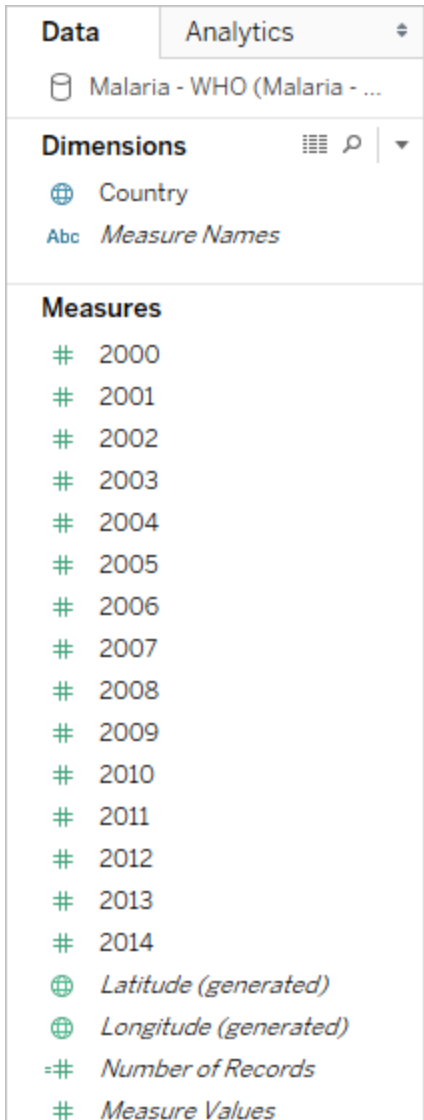 Data Analytics
Malaria - WHO (Malaria - ...
Dimensions
Country
Abc Measure Names
Measures
# 2000
# 2001
# 2002
# 2003
# 2004
# 2005
# 2006
# 2007
# 2008
# 2009
# 2010
# 2011
# 2012
# 2013
# 2014
Latitude (generated)
Longitude (generated)
=# Number of Records
# Measure Values